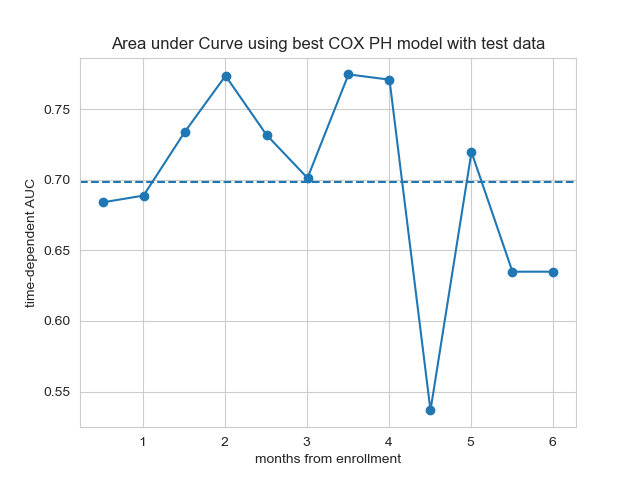 Area under Curve using best COX PH model with test data
time-dependent AUC
0.75
0.70
0.65
0.60
0.55
1 2 3 4 5 6
months from enrollment